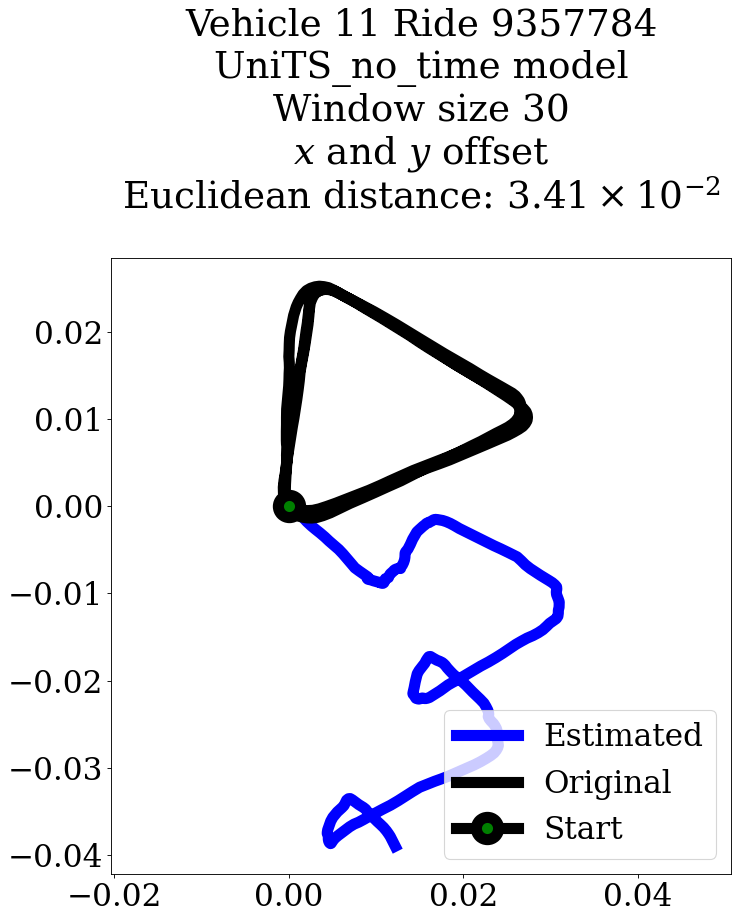 Vehicle 11 Ride 9357784
UniTS_no_time model
Window size 30
x and y offset
Euclidean distance: 3.41 × 10⁻²
0.02
0.01
0.00
−0.01
−0.02
−0.03
−0.04
Estimated
Original
Start
−0.02
0.00
0.02
0.04